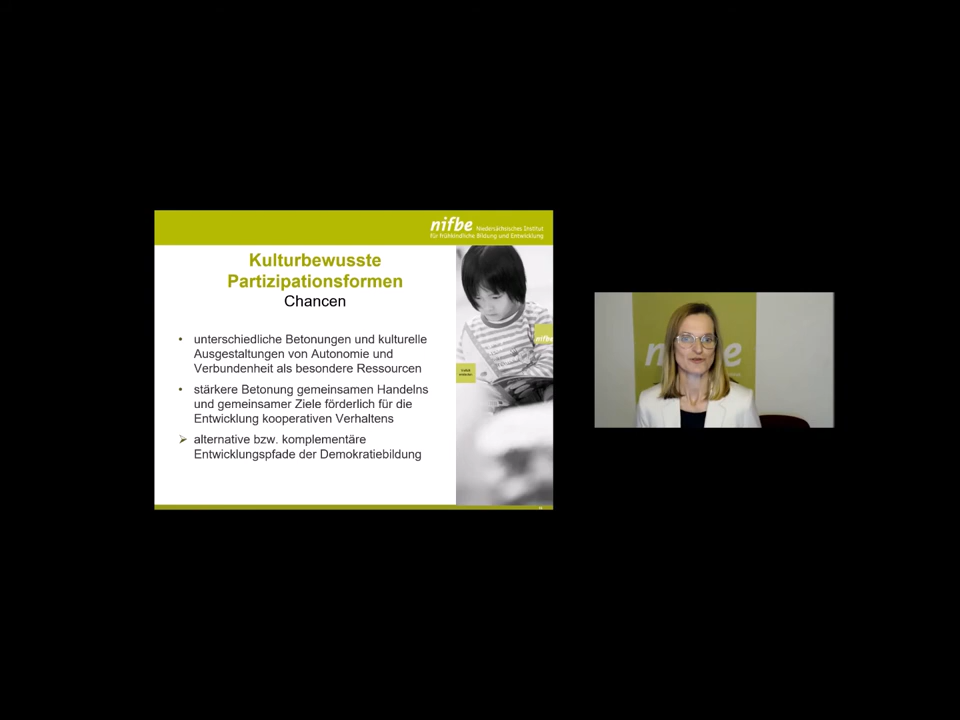 nifbe Niedersächsisches Institut
für frühkindliche Bildung und Entwicklung
Kulturbewusste
Partizipationsformen
Chancen
• unterschiedliche Betonungen und kulturelle
Ausgestaltungen von Autonomie und
Verbundenheit als besondere Ressourcen
• stärkere Betonung gemeinsamen Handelns
und gemeinsamer Ziele förderlich für die
Entwicklung kooperativen Verhaltens
➢ alternative bzw. komplementäre
Entwicklungspfade der Demokratiebildung
nifbe